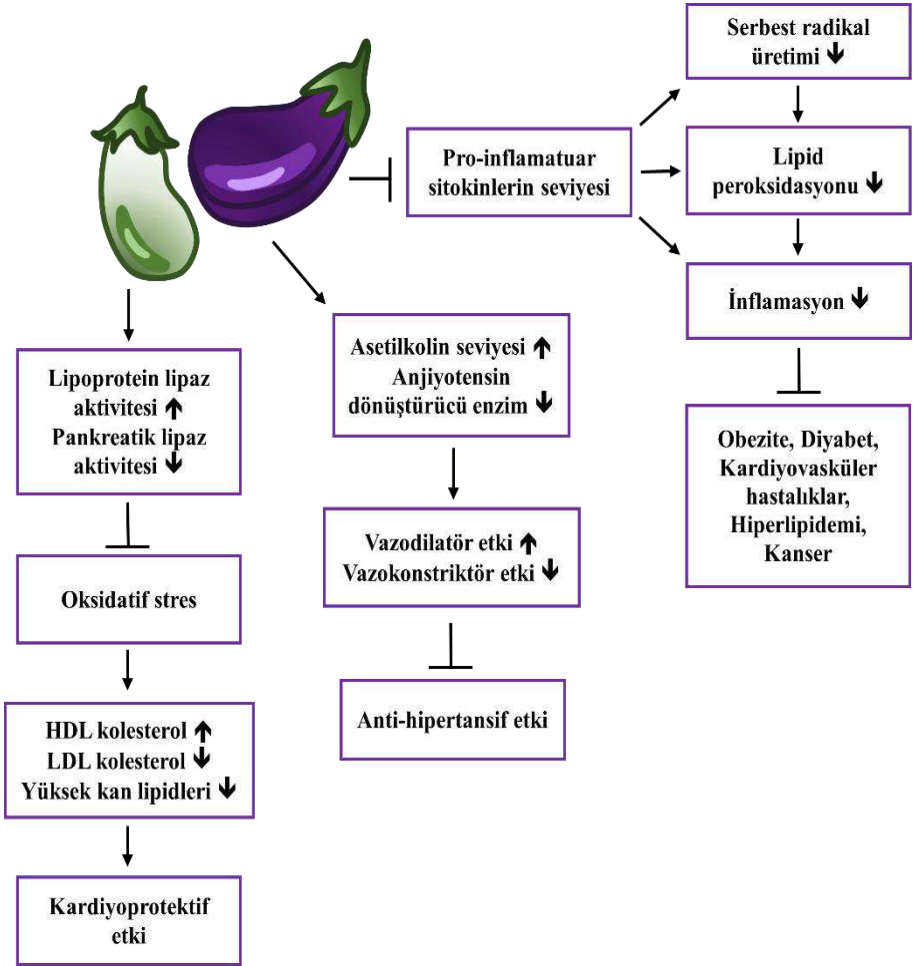 Serbest radikal
üretimi 🡻
Pro-inflamatuar
sitokinlerin seviyesi
Lipid
peroksidasyonu 🡻
İnflamasyon 🡻
Obezite, Diyabet,
Kardiyovasküler
hastalıklar,
Hiperlipidemi,
Kanser
Asetilkolin seviyesi 🡹
Anjiyotensin
dönüştürücü enzim 🡻
Vazodilatör etki 🡹
Vazokonstriktör etki 🡻
Anti-hipertansif etki
Lipoprotein lipaz
aktivitesi 🡹
Pankreatik lipaz
aktivitesi 🡻
Oksidatif stres
HDL kolesterol 🡹
LDL kolesterol 🡻
Yüksek kan lipidleri 🡻
Kardiyoprotektif
etki